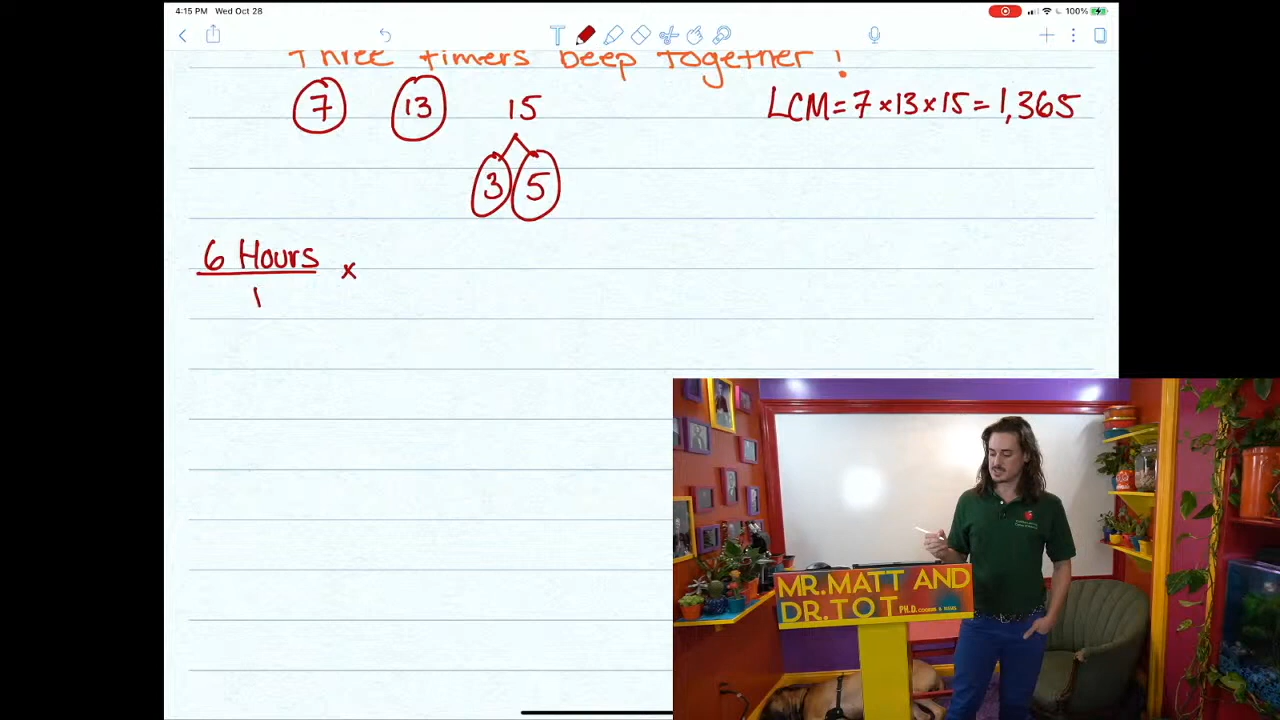 4:15 PM Wed Oct 28
100%
T
Three timers beep together!
7 13 15
LCM = 7 × 13 × 15 = 1,365
3 5
6 Hours ×
1
MR. MATT AND
DR. TOT PH.D.